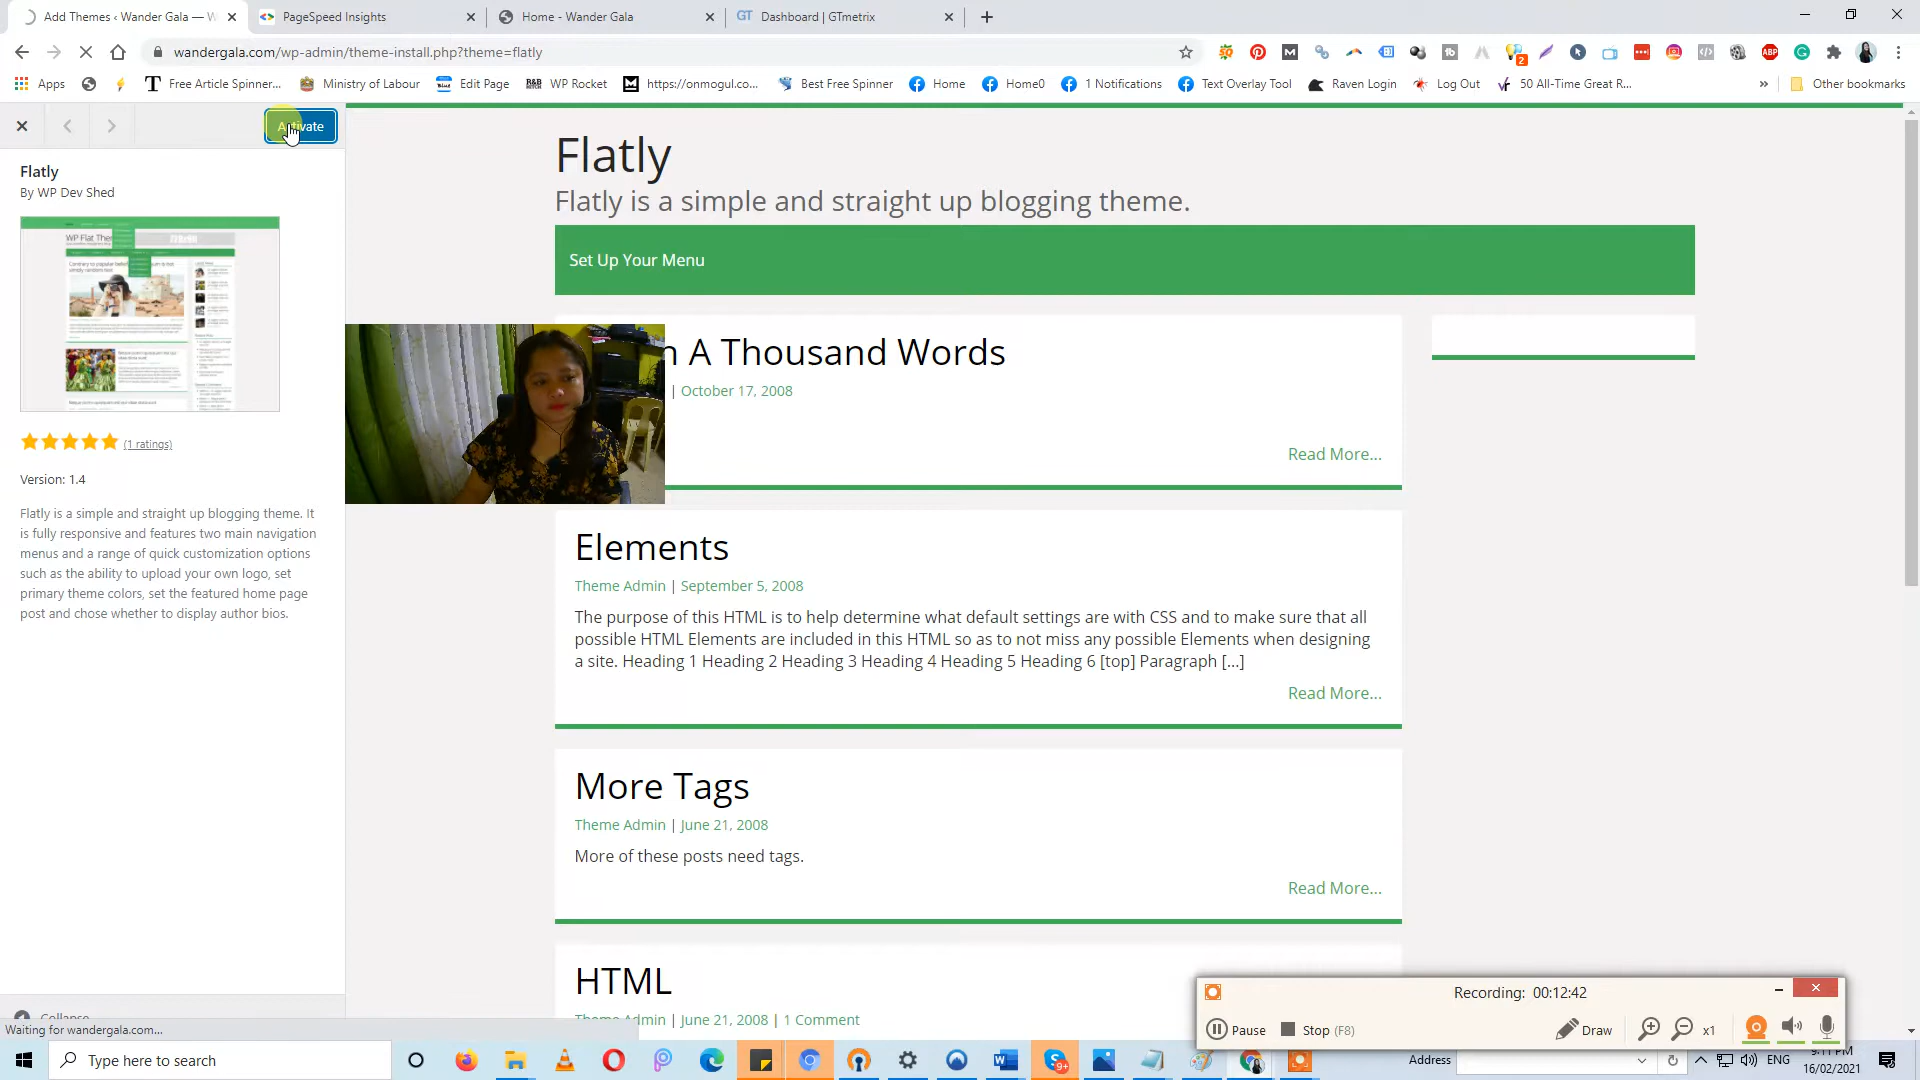 Add Themes ‹ Wander Gala — W
PageSpeed Insights
Home - Wander Gala
GT Dashboard | GTmetrix
wandergala.com/wp-admin/theme-install.php?theme=flatly
Apps
Free Article Spinner...
Ministry of Labour
Edit Page
WP Rocket
https://onmogul.co...
Best Free Spinner
Home
Home0
1 Notifications
Text Overlay Tool
Raven Login
Log Out
50 All-Time Great R...
»
Other bookmarks
Activate
Flatly
By WP Dev Shed
(1 ratings)
Version: 1.4
Flatly is a simple and straight up blogging theme. It
is fully responsive and features two main navigation
menus and a range of quick customization options
such as the ability to upload your own logo, set
primary theme colors, set the featured home page
post and chose whether to display author bios.
Collapse
Waiting for wandergala.com...
Flatly
Flatly is a simple and straight up blogging theme.
Set Up Your Menu
A Thousand Words
| October 17, 2008
Read More...
Elements
Theme Admin | September 5, 2008
The purpose of this HTML is to help determine what default settings are with CSS and to make sure that all
possible HTML Elements are included in this HTML so as to not miss any possible Elements when designing
a site. Heading 1 Heading 2 Heading 3 Heading 4 Heading 5 Heading 6 [top] Paragraph [...]
Read More...
More Tags
Theme Admin | June 21, 2008
More of these posts need tags.
Read More...
HTML
Theme Admin | June 21, 2008 | 1 Comment
Recording: 00:12:42
Pause
Stop (F8)
Draw
x1
Type here to search
Address
ENG
9:11 PM
16/02/2021